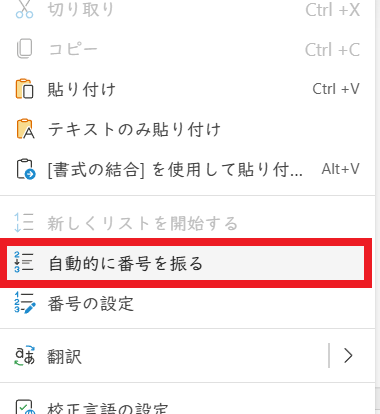 切り取り Ctrl +X
コピー Ctrl +C
貼り付け Ctrl +V
テキストのみ貼り付け
[書式の結合] を使用して貼り付... Alt+V
新しくリストを開始する
自動的に番号を振る
番号の設定
翻訳
校正言語の設定